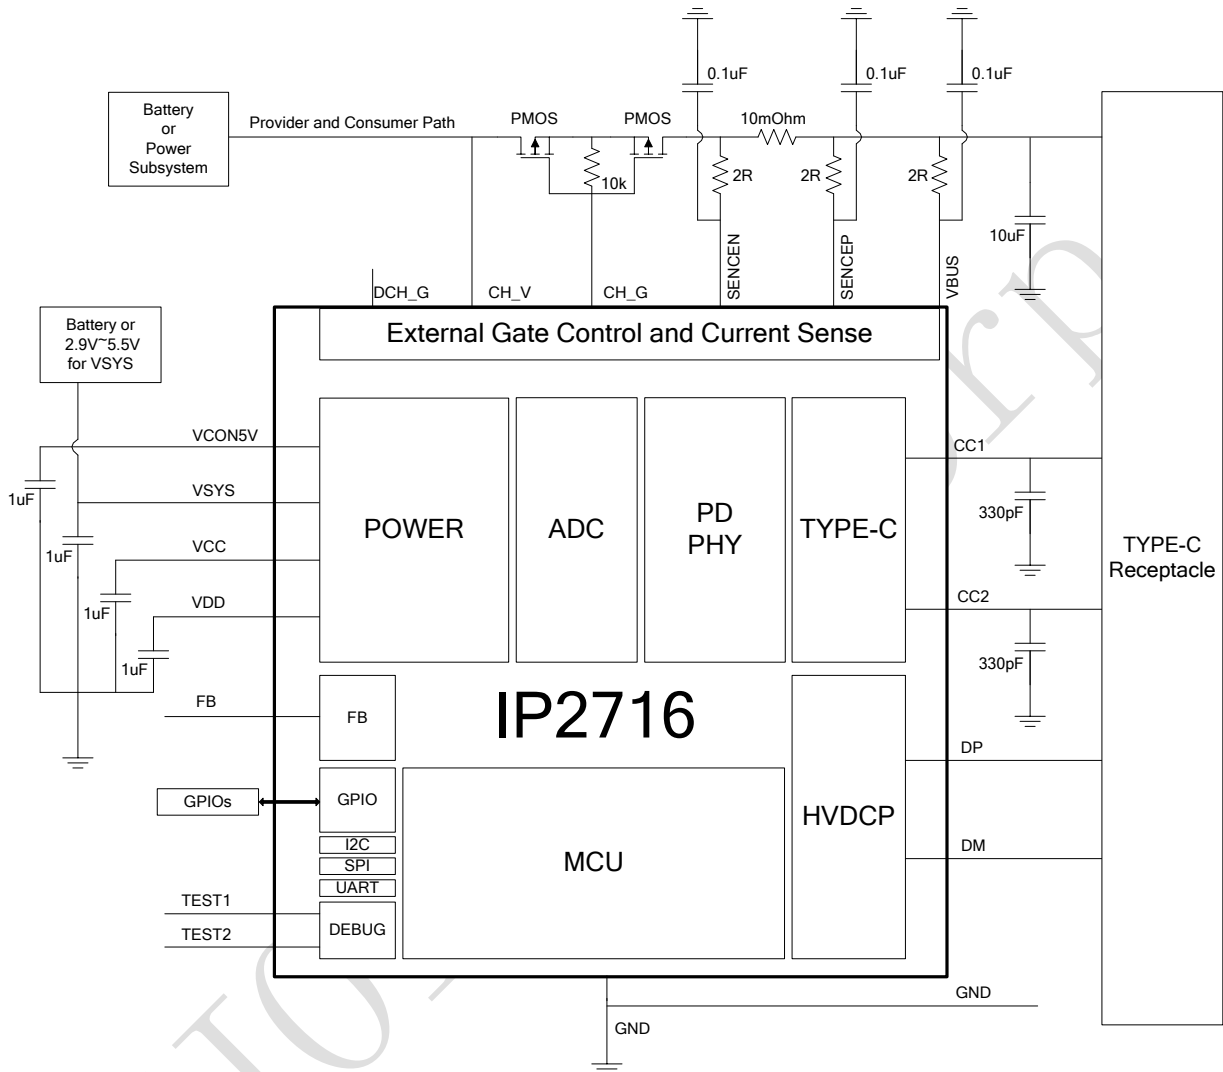 0.1uF
0.1uF
0.1uF
Battery
or
Power
Subsystem
Provider and Consumer Path
PMOS
PMOS
10mOhm
10k
2R
2R
2R
10uF
SENCEN
SENCEP
VBUS
DCH_G
CH_V
CH_G
External Gate Control and Current Sense
Battery or
2.9V~5.5V
for VSYS
VCON5V
1uF
VSYS
1uF
VCC
1uF
VDD
1uF
POWER
ADC
PD
PHY
TYPE-C
CC1
330pF
CC2
330pF
TYPE-C
Receptacle
FB
FB
IP2716
GPIOs
GPIO
I2C
SPI
UART
DEBUG
TEST1
TEST2
MCU
HVDCP
DP
DM
GND
GND